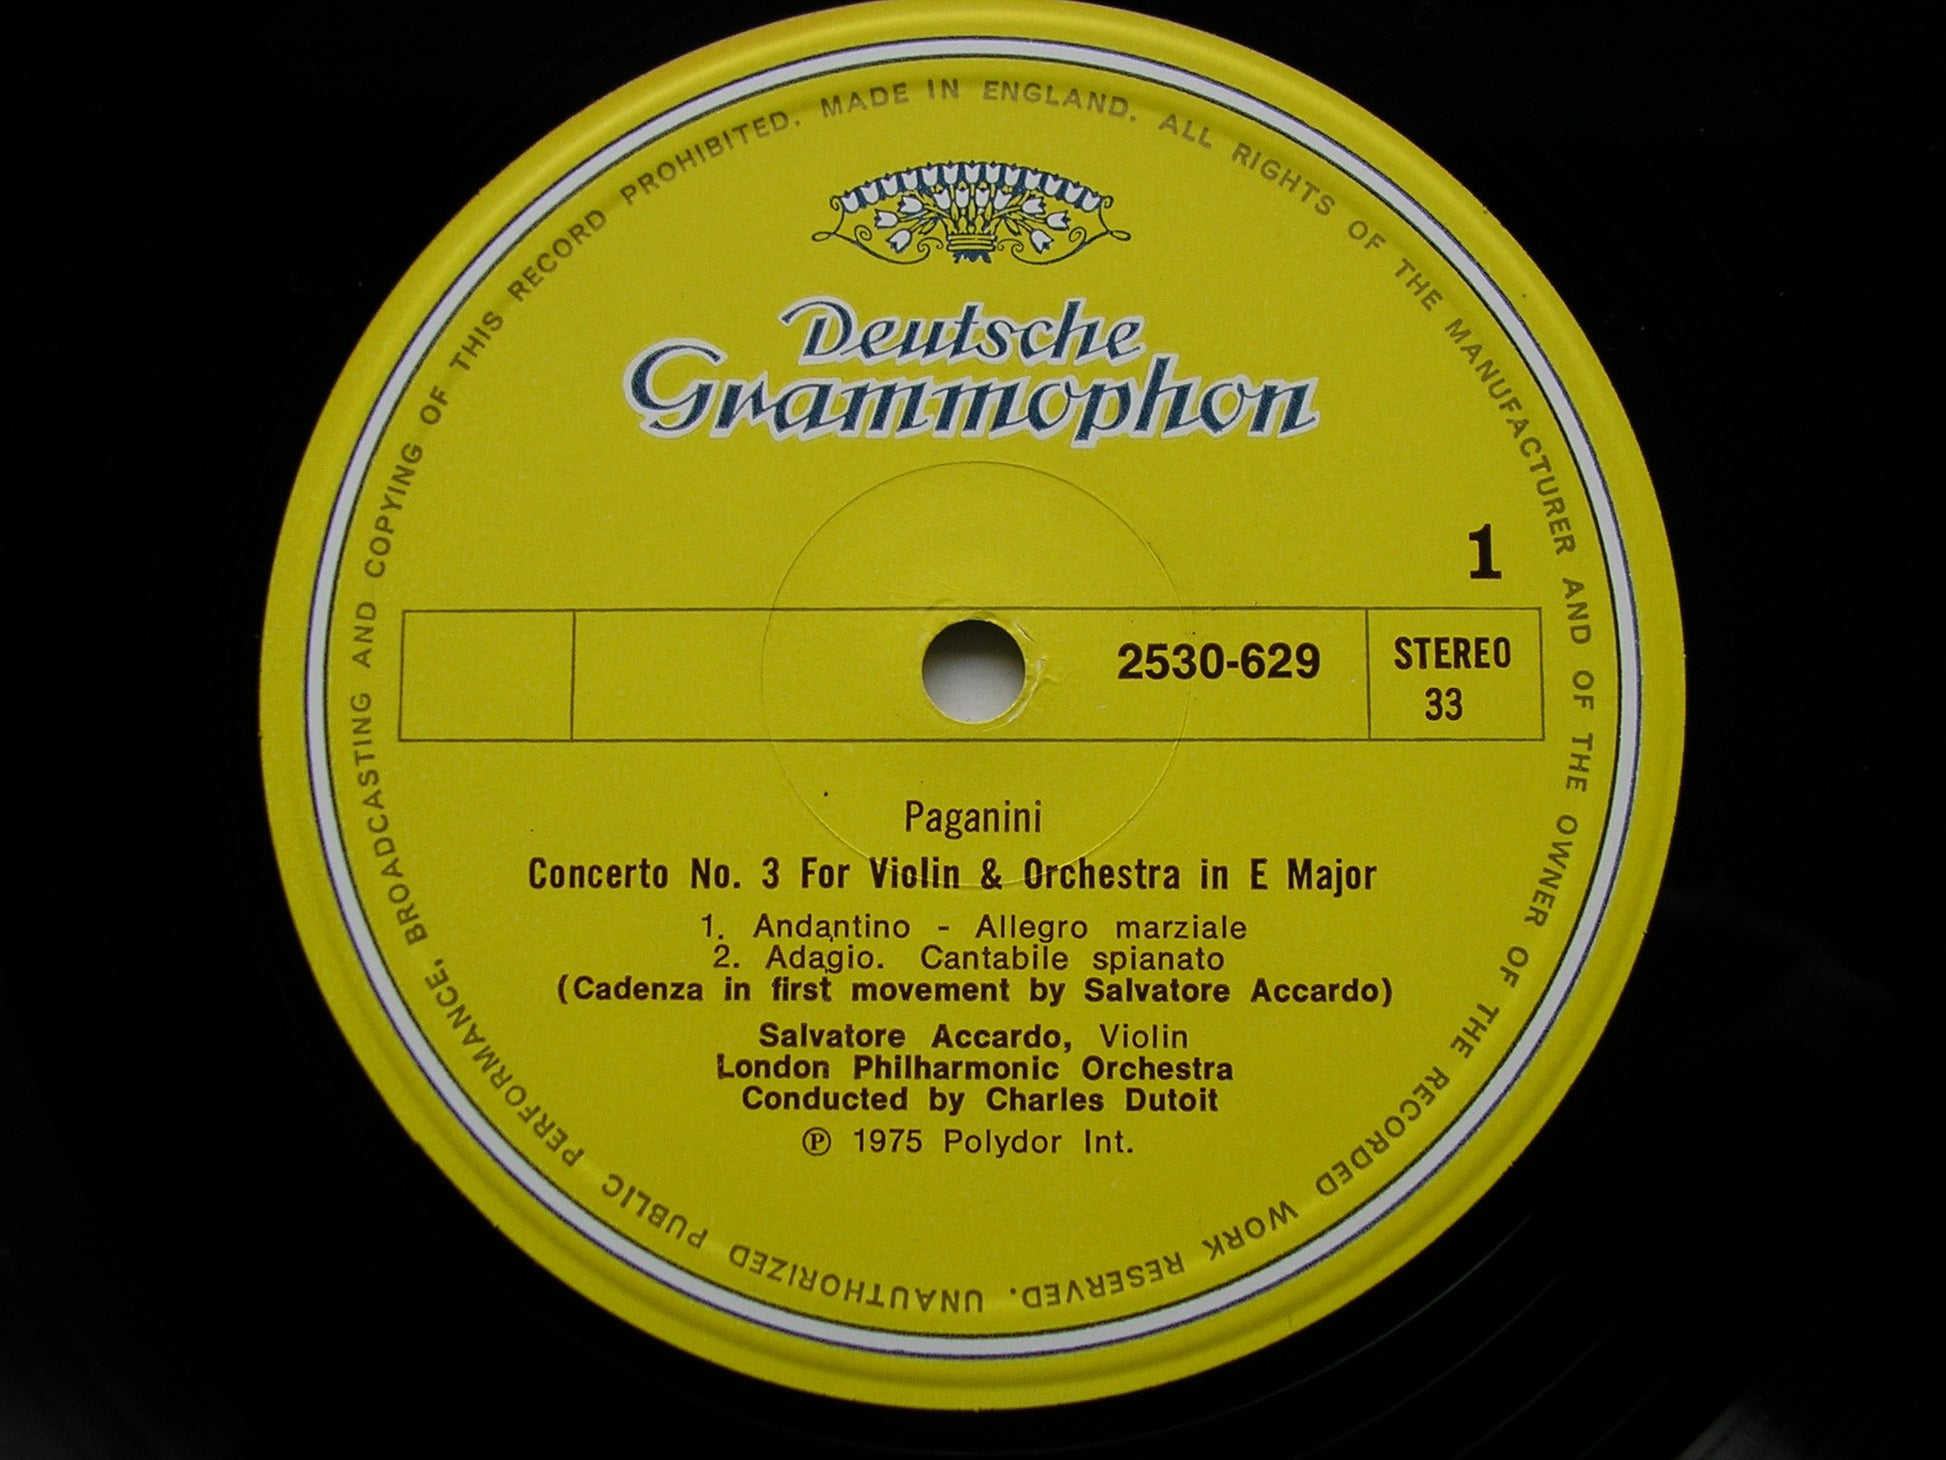 UNAUTHORIZED PUBLIC PERFORMANCE, BROADCASTING AND COPYING OF THIS RECORD PROHIBITED. MADE IN ENGLAND. ALL RIGHTS OF THE MANUFACTURER AND OF THE OWNER OF THE RECORDED WORK RESERVED.
Deutsche
Grammophon
1
2530-629
STEREO
33
Paganini
Concerto No. 3 For Violin & Orchestra in E Major
1. Andantino - Allegro marziale
2. Adagio. Cantabile spianato
(Cadenza in first movement by Salvatore Accardo)
Salvatore Accardo, Violin
London Philharmonic Orchestra
Conducted by Charles Dutoit
℗ 1975 Polydor Int.